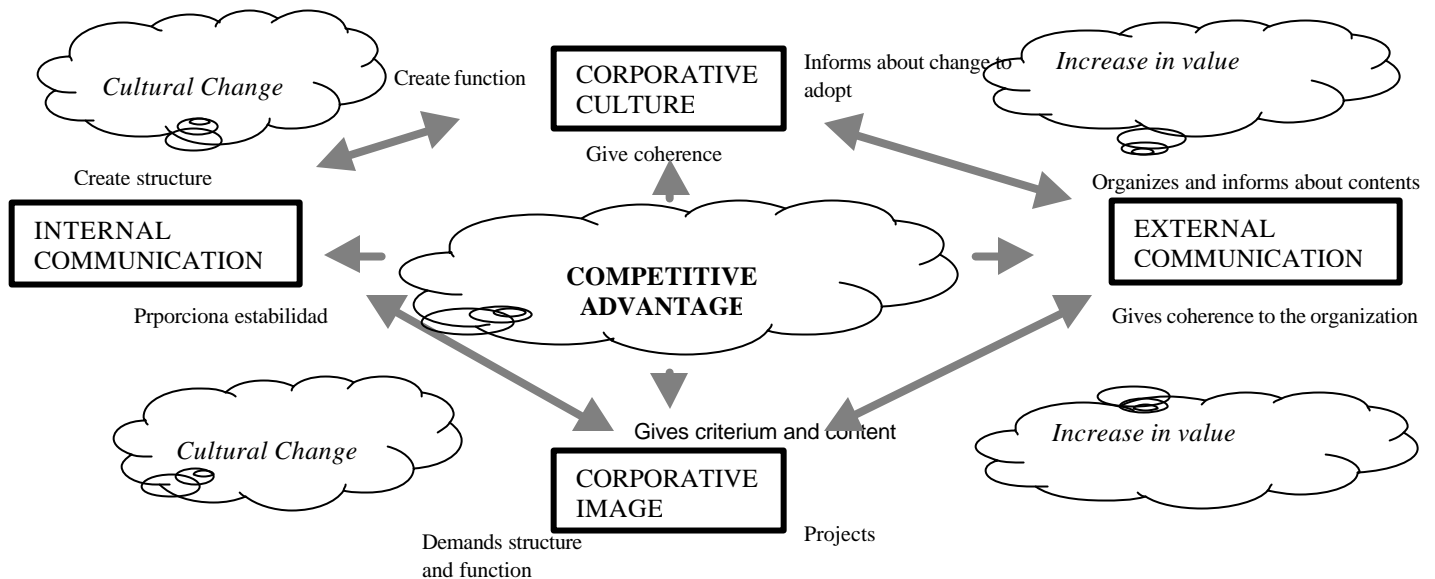 Cultural Change
Create function
CORPORATIVE
CULTURE
Informs about change to
adopt
Increase in value
Give coherence
Create structure
Organizes and informs about contents
INTERNAL
COMMUNICATION
COMPETITIVE
ADVANTAGE
EXTERNAL
COMMUNICATION
Prporciona estabilidad
Gives coherence to the organization
Cultural Change
Gives criterium and content
Increase in value
CORPORATIVE
IMAGE
Demands structure
and function
Projects